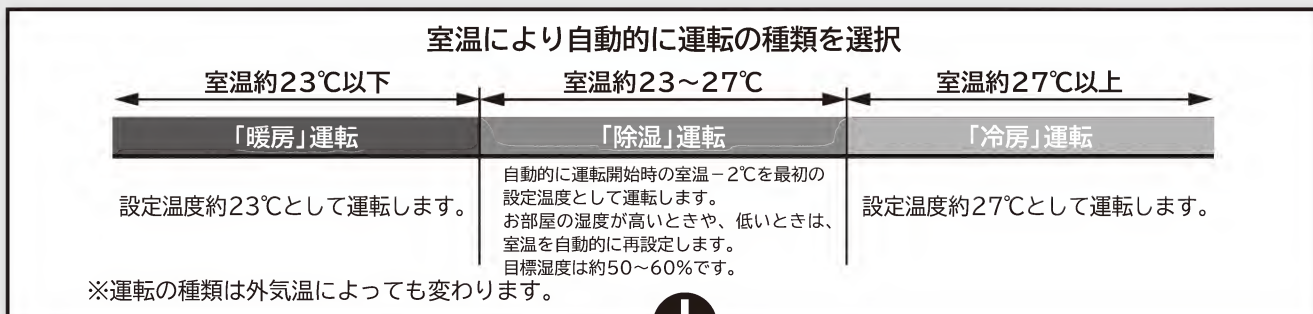 室温により自動的に運転の種類を選択
室温約23℃以下
室温約23～27℃
室温約27℃以上
「暖房」運転
「除湿」運転
「冷房」運転
設定温度約23℃として運転します。
自動的に運転開始時の室温－2℃を最初の
設定温度として運転します。
お部屋の湿度が高いときや、低いときは、
室温を自動的に再設定します。
目標湿度は約50～60%です。
設定温度約27℃として運転します。
※運転の種類は外気温によっても変わります。